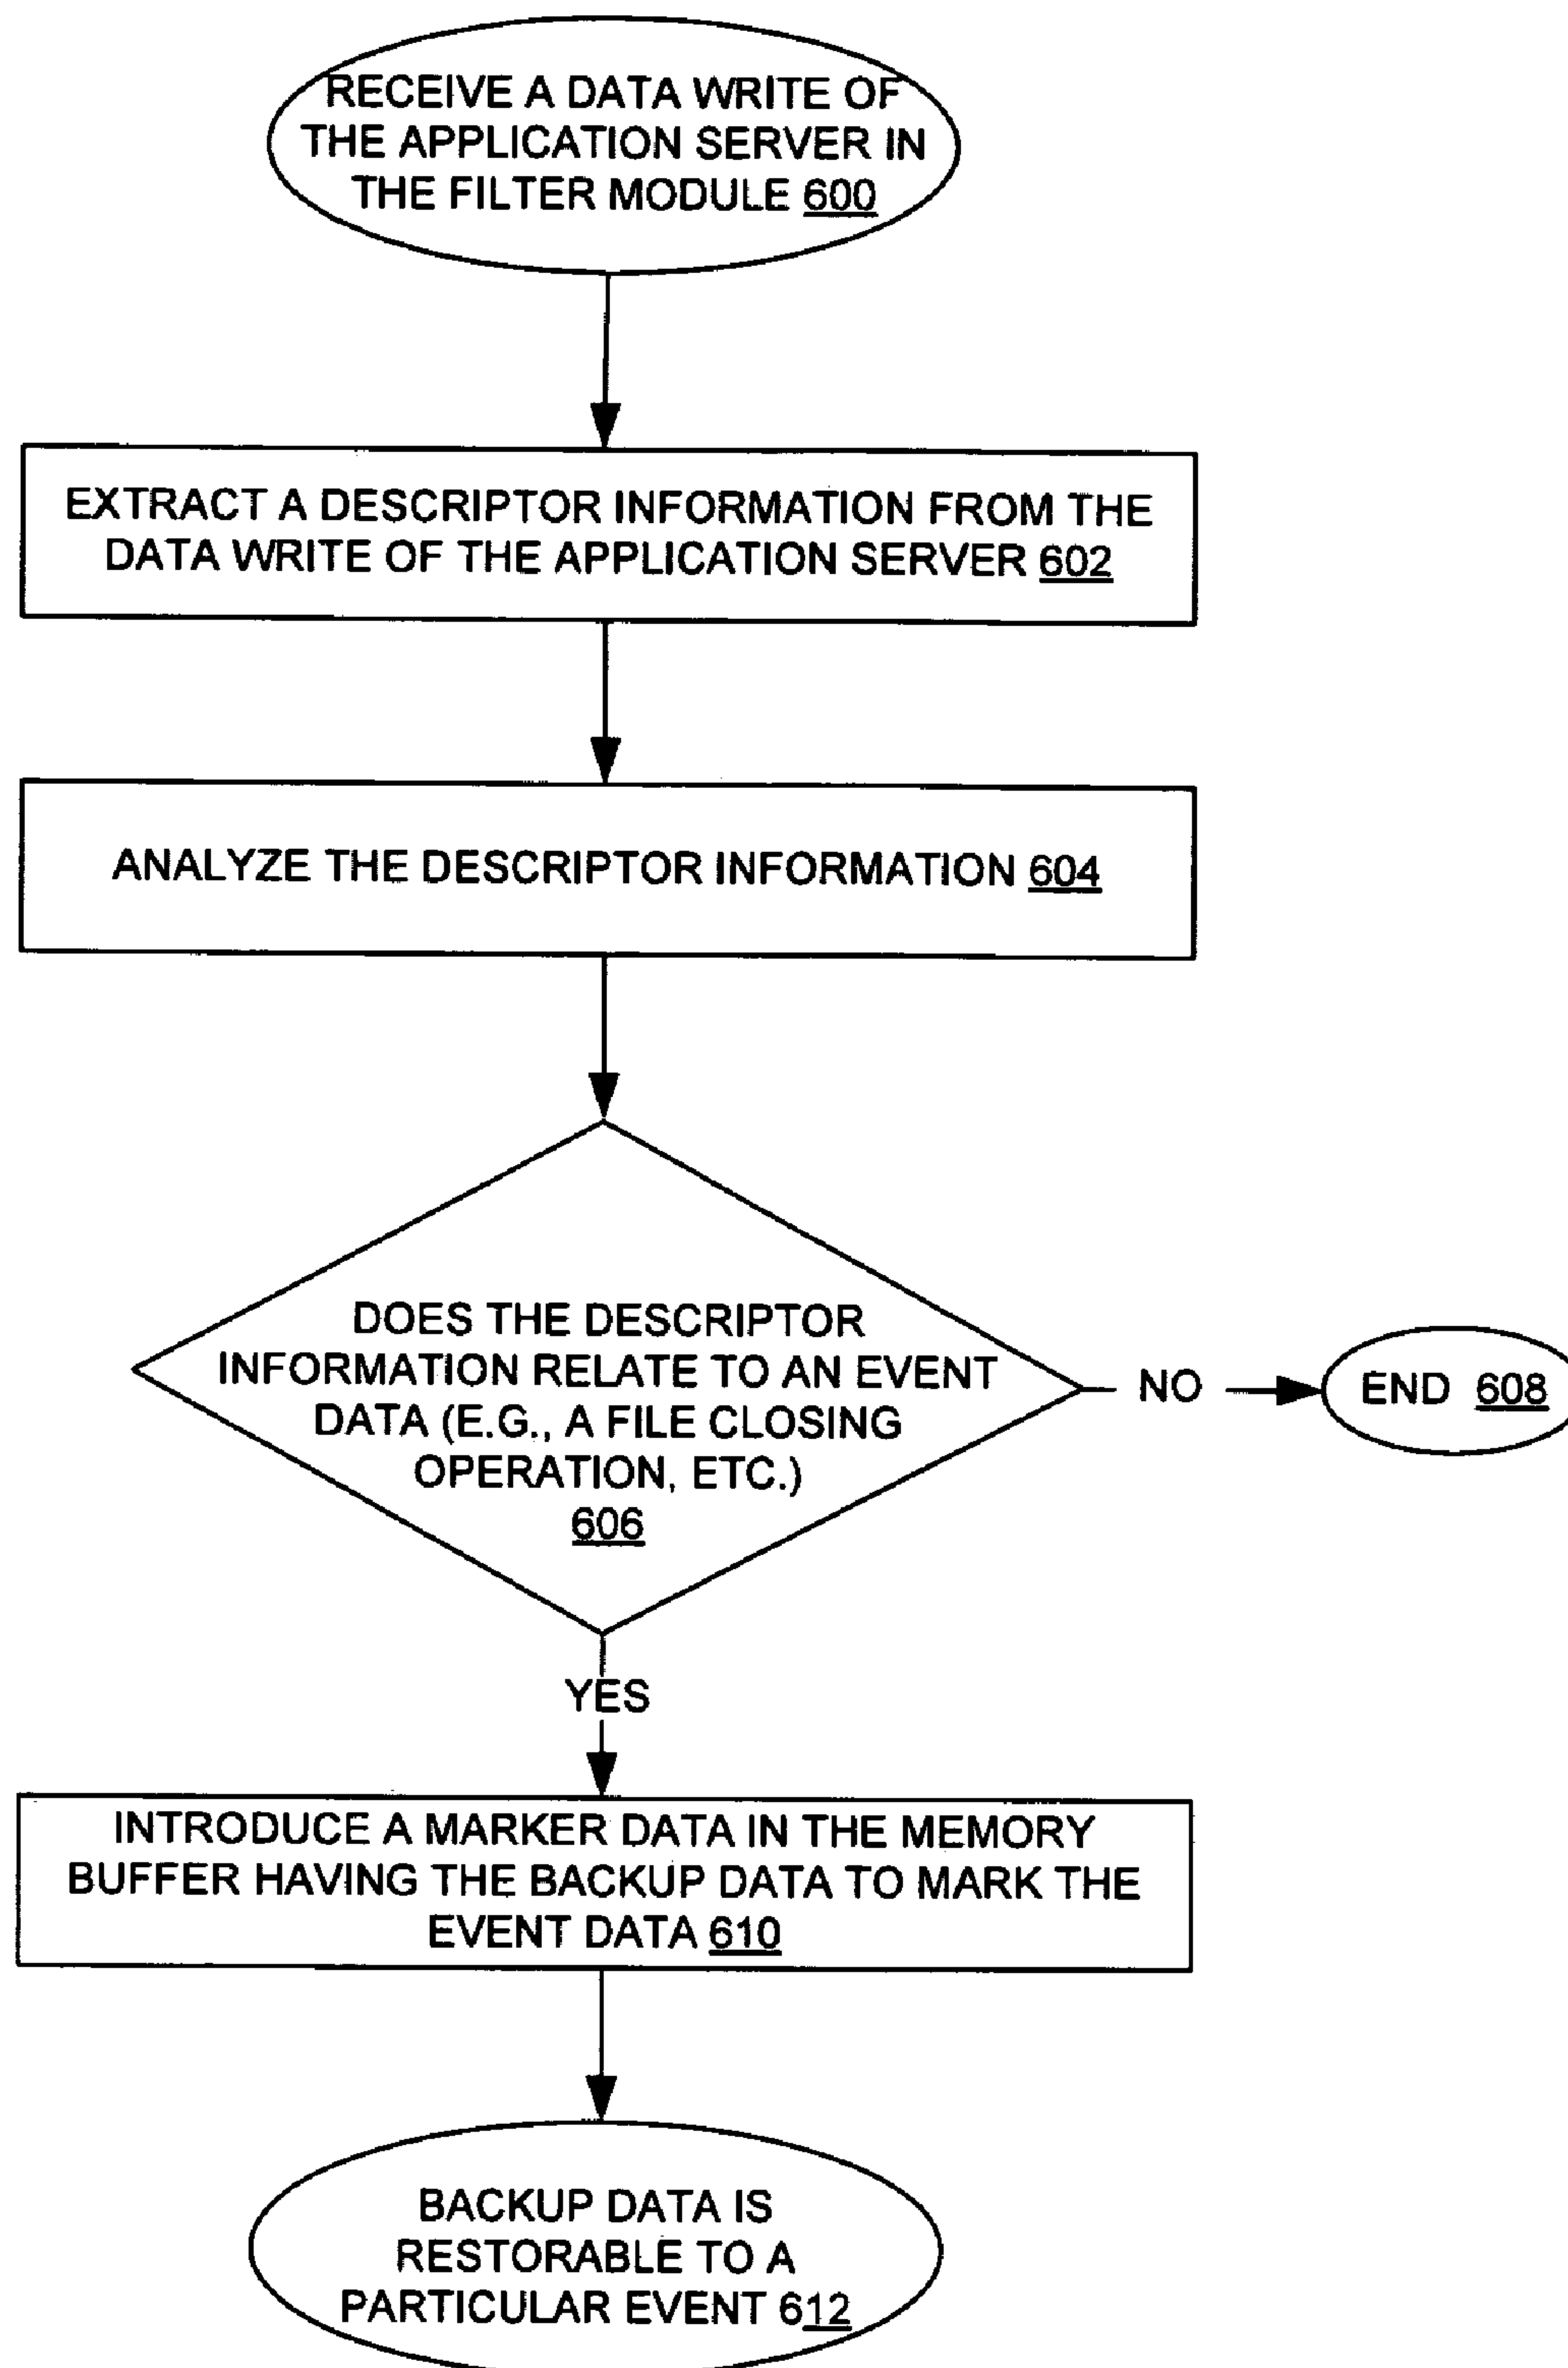 RECEIVE A DATA WRITE OF
THE APPLICATION SERVER IN
THE FILTER MODULE 600
EXTRACT A DESCRIPTOR INFORMATION FROM THE
DATA WRITE OF THE APPLICATION SERVER 602
ANALYZE THE DESCRIPTOR INFORMATION 604
DOES THE DESCRIPTOR
INFORMATION RELATE TO AN EVENT
DATA (E.G., A FILE CLOSING
OPERATION, ETC.)
606
NO
END 608
YES
INTRODUCE A MARKER DATA IN THE MEMORY
BUFFER HAVING THE BACKUP DATA TO MARK THE
EVENT DATA 610
BACKUP DATA IS
RESTORABLE TO A
PARTICULAR EVENT 612